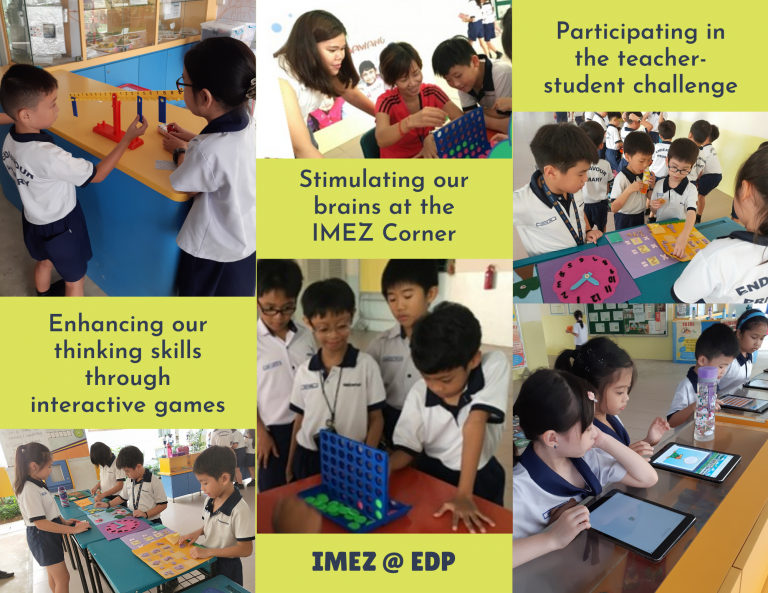 Participating in
the teacher-
student challenge
Stimulating our
brains at the
IMEZ Corner
Enhancing our
thinking skills
through
interactive games
IMEZ @ EDP